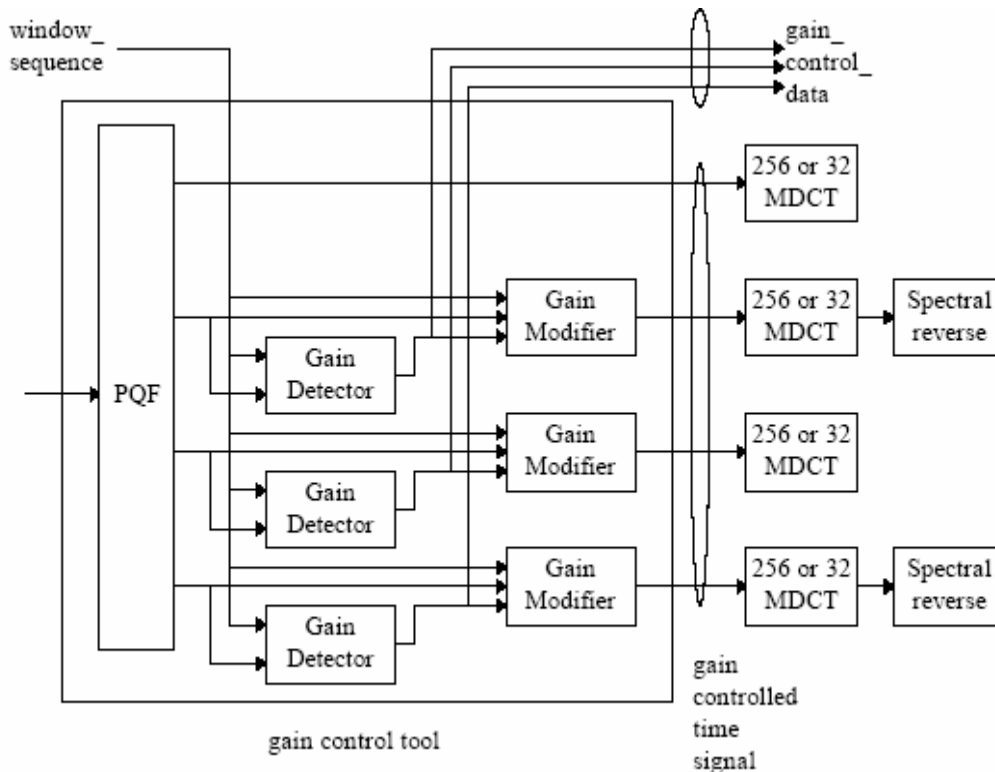 window_
sequence
gain_
control_
data
256 or 32
MDCT
Gain
Modifier
256 or 32
MDCT
Spectral
reverse
Gain
Detector
PQF
Gain
Modifier
256 or 32
MDCT
Gain
Detector
Gain
Modifier
256 or 32
MDCT
Spectral
reverse
Gain
Detector
gain
controlled
time
signal
gain control tool